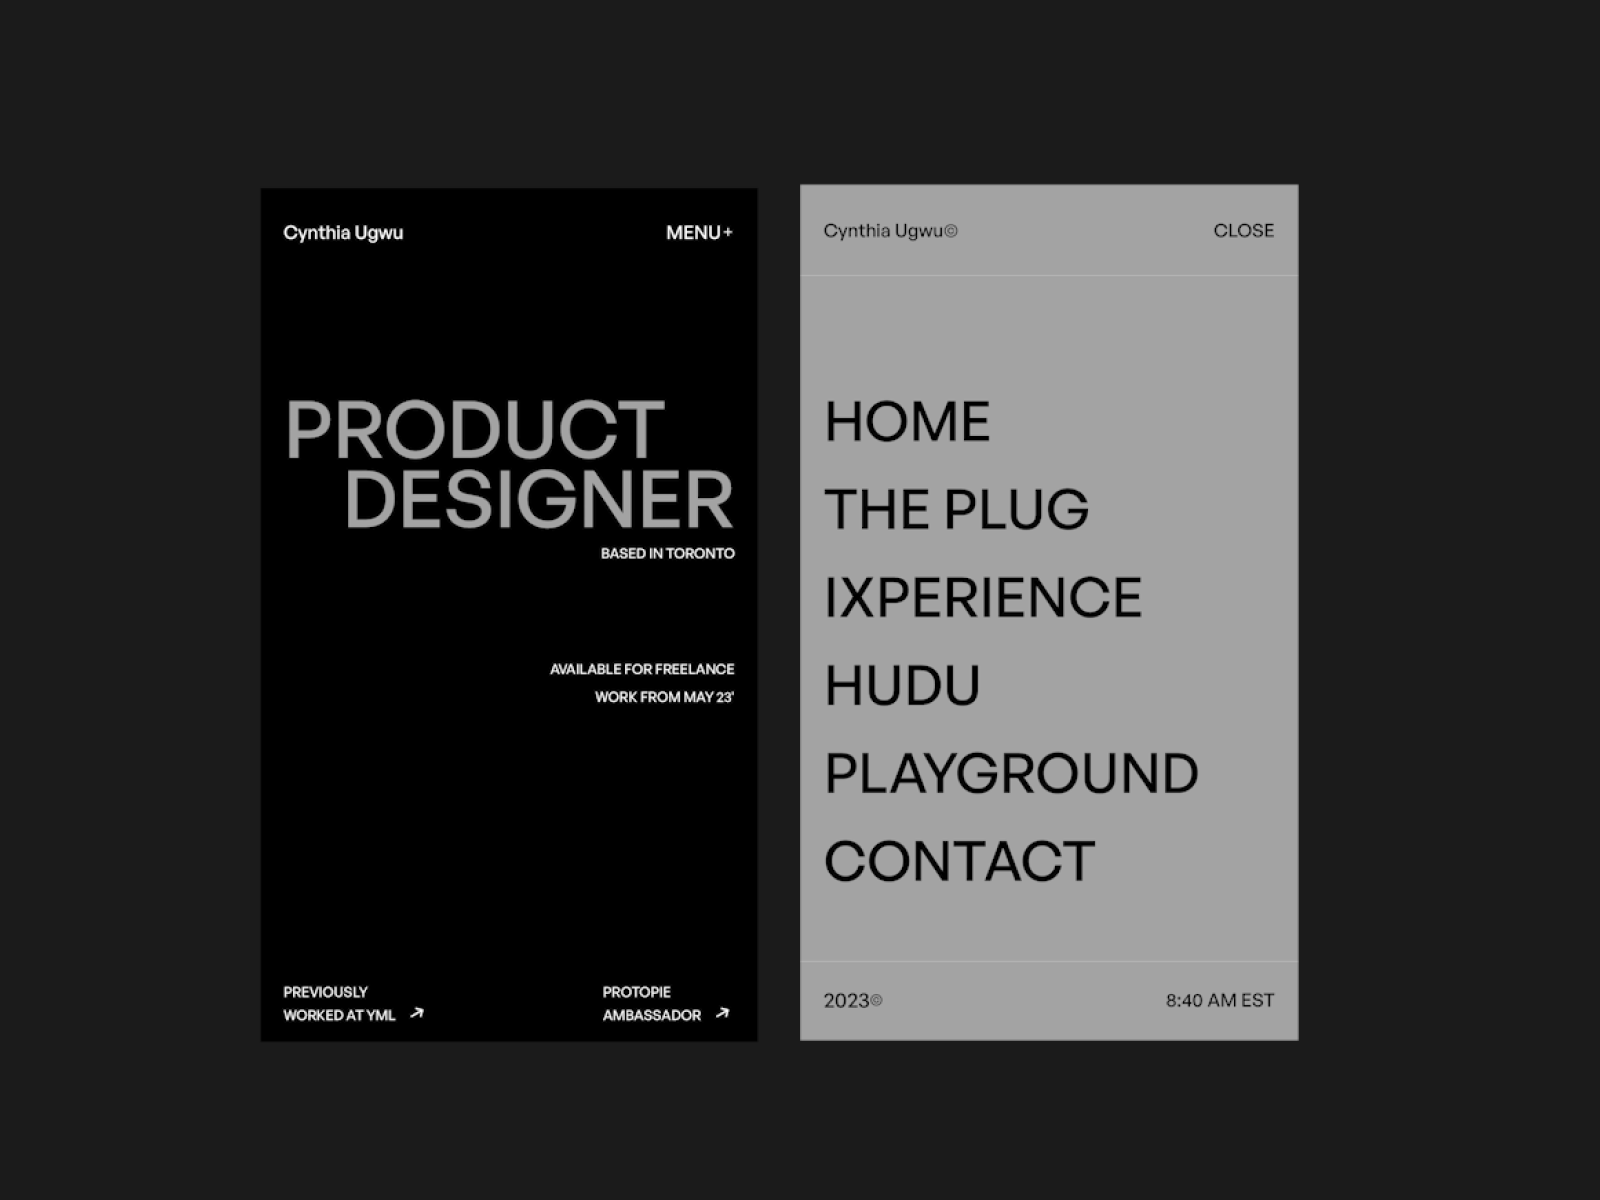 Cynthia Ugwu
MENU+
PRODUCT
DESIGNER
BASED IN TORONTO
AVAILABLE FOR FREELANCE
WORK FROM MAY 23'
PREVIOUSLY
WORKED AT YML ↗
PROTOPIE
AMBASSADOR ↗
Cynthia Ugwu©
CLOSE
HOME
THE PLUG
IXPERIENCE
HUDU
PLAYGROUND
CONTACT
2023©
8:40 AM EST